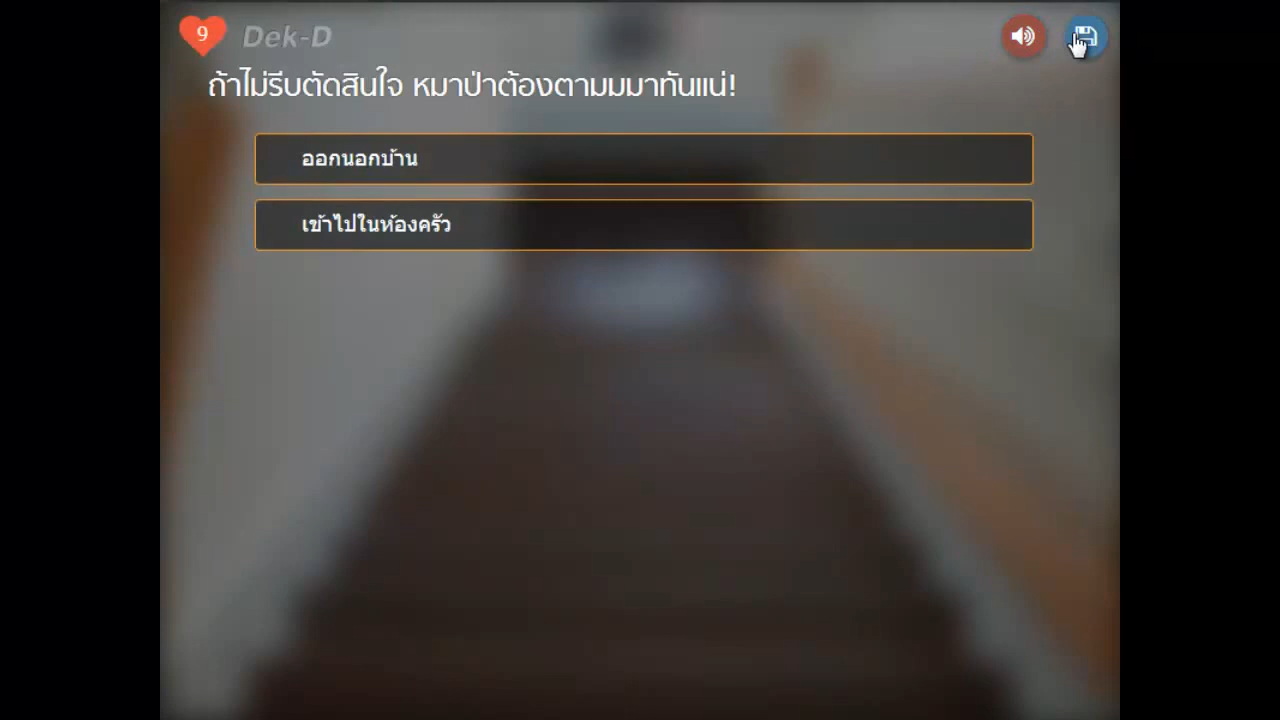 9 Dek-D
ถ้าไม่รีบตัดสินใจ หมาป่าต้องตามมมาทันแน่!
ออกนอกบ้าน
เข้าไปในห้องครัว